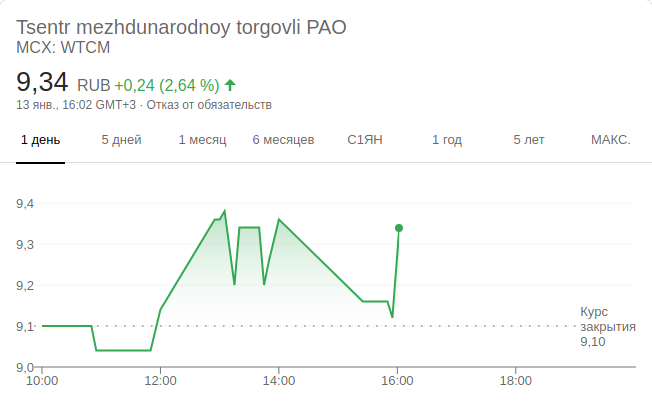 Tsentr mezhdunarodnoy torgovli PAO
MCX: WTCM
9,34 RUB +0,24 (2,64 %)
13 янв., 16:02 GMT+3 · Отказ от обязательств
1 день 5 дней 1 месяц 6 месяцев С1ЯН 1 год 5 лет МАКС.
9,4
9,3
9,2
9,1
9,0
Курс
закрытия
9,10
10:00 12:00 14:00 16:00 18:00